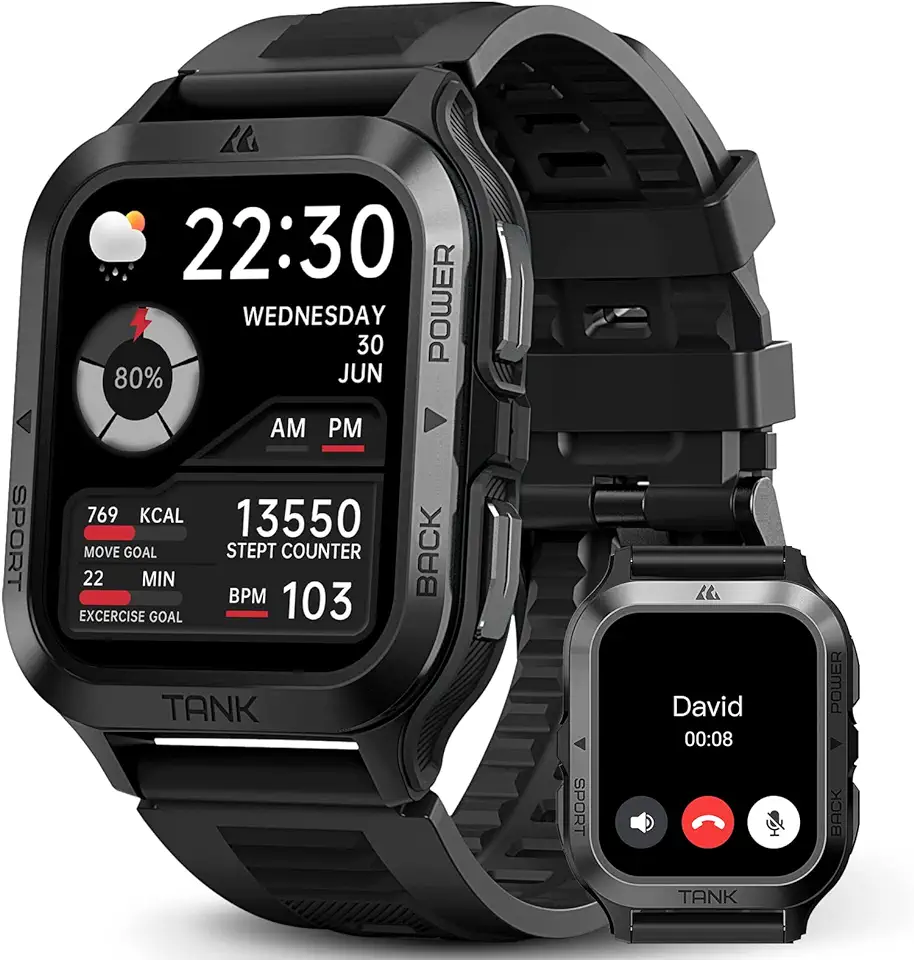 22:30
WEDNESDAY
30
JUN
80%
AM PM
769 KCAL
MOVE GOAL
22 MIN
EXCERCISE GOAL
13550
STEPT COUNTER
BPM 103
POWER
BACK
SPORT
TANK
David
00:08
POWER
BACK
SPORT
TANK